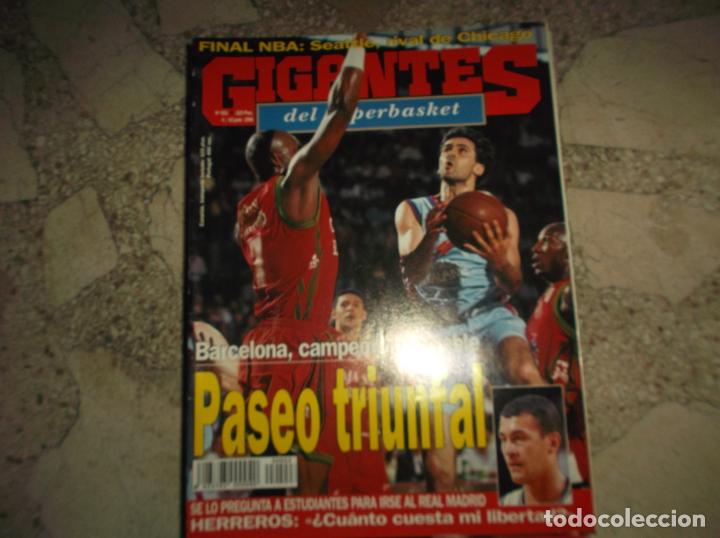 FINAL NBA: Seattle, rival de Chicago
GIGANTES
del superbasket
Barcelona, campeón
Paseo triunfal
SE LO PREGUNTA A ESTUDIANTES PARA IRSE AL REAL MADRID
HERREROS: «¿Cuánto cuesta mi libertad?»
todocoleccion